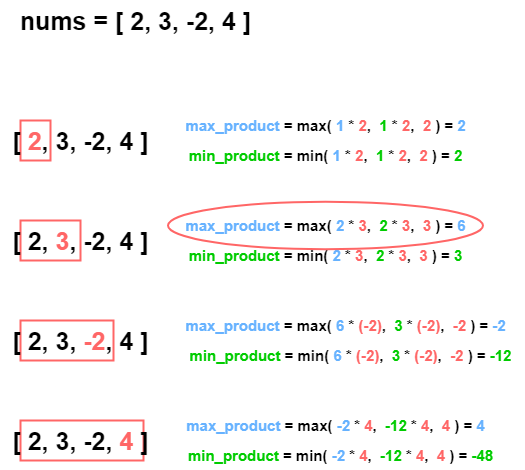 nums = [ 2, 3, -2, 4 ]
[ 2, 3, -2, 4 ]
max_product = max( 1 * 2, 1 * 2, 2 ) = 2
min_product = min( 1 * 2, 1 * 2, 2 ) = 2
[ 2, 3, -2, 4 ]
max_product = max( 2 * 3, 2 * 3, 3 ) = 6
min_product = min( 2 * 3, 2 * 3, 3 ) = 3
[ 2, 3, -2, 4 ]
max_product = max( 6 * (-2), 3 * (-2), -2 ) = -2
min_product = min( 6 * (-2), 3 * (-2), -2 ) = -12
[ 2, 3, -2, 4 ]
max_product = max( -2 * 4, -12 * 4, 4 ) = 4
min_product = min( -2 * 4, -12 * 4, 4 ) = -48